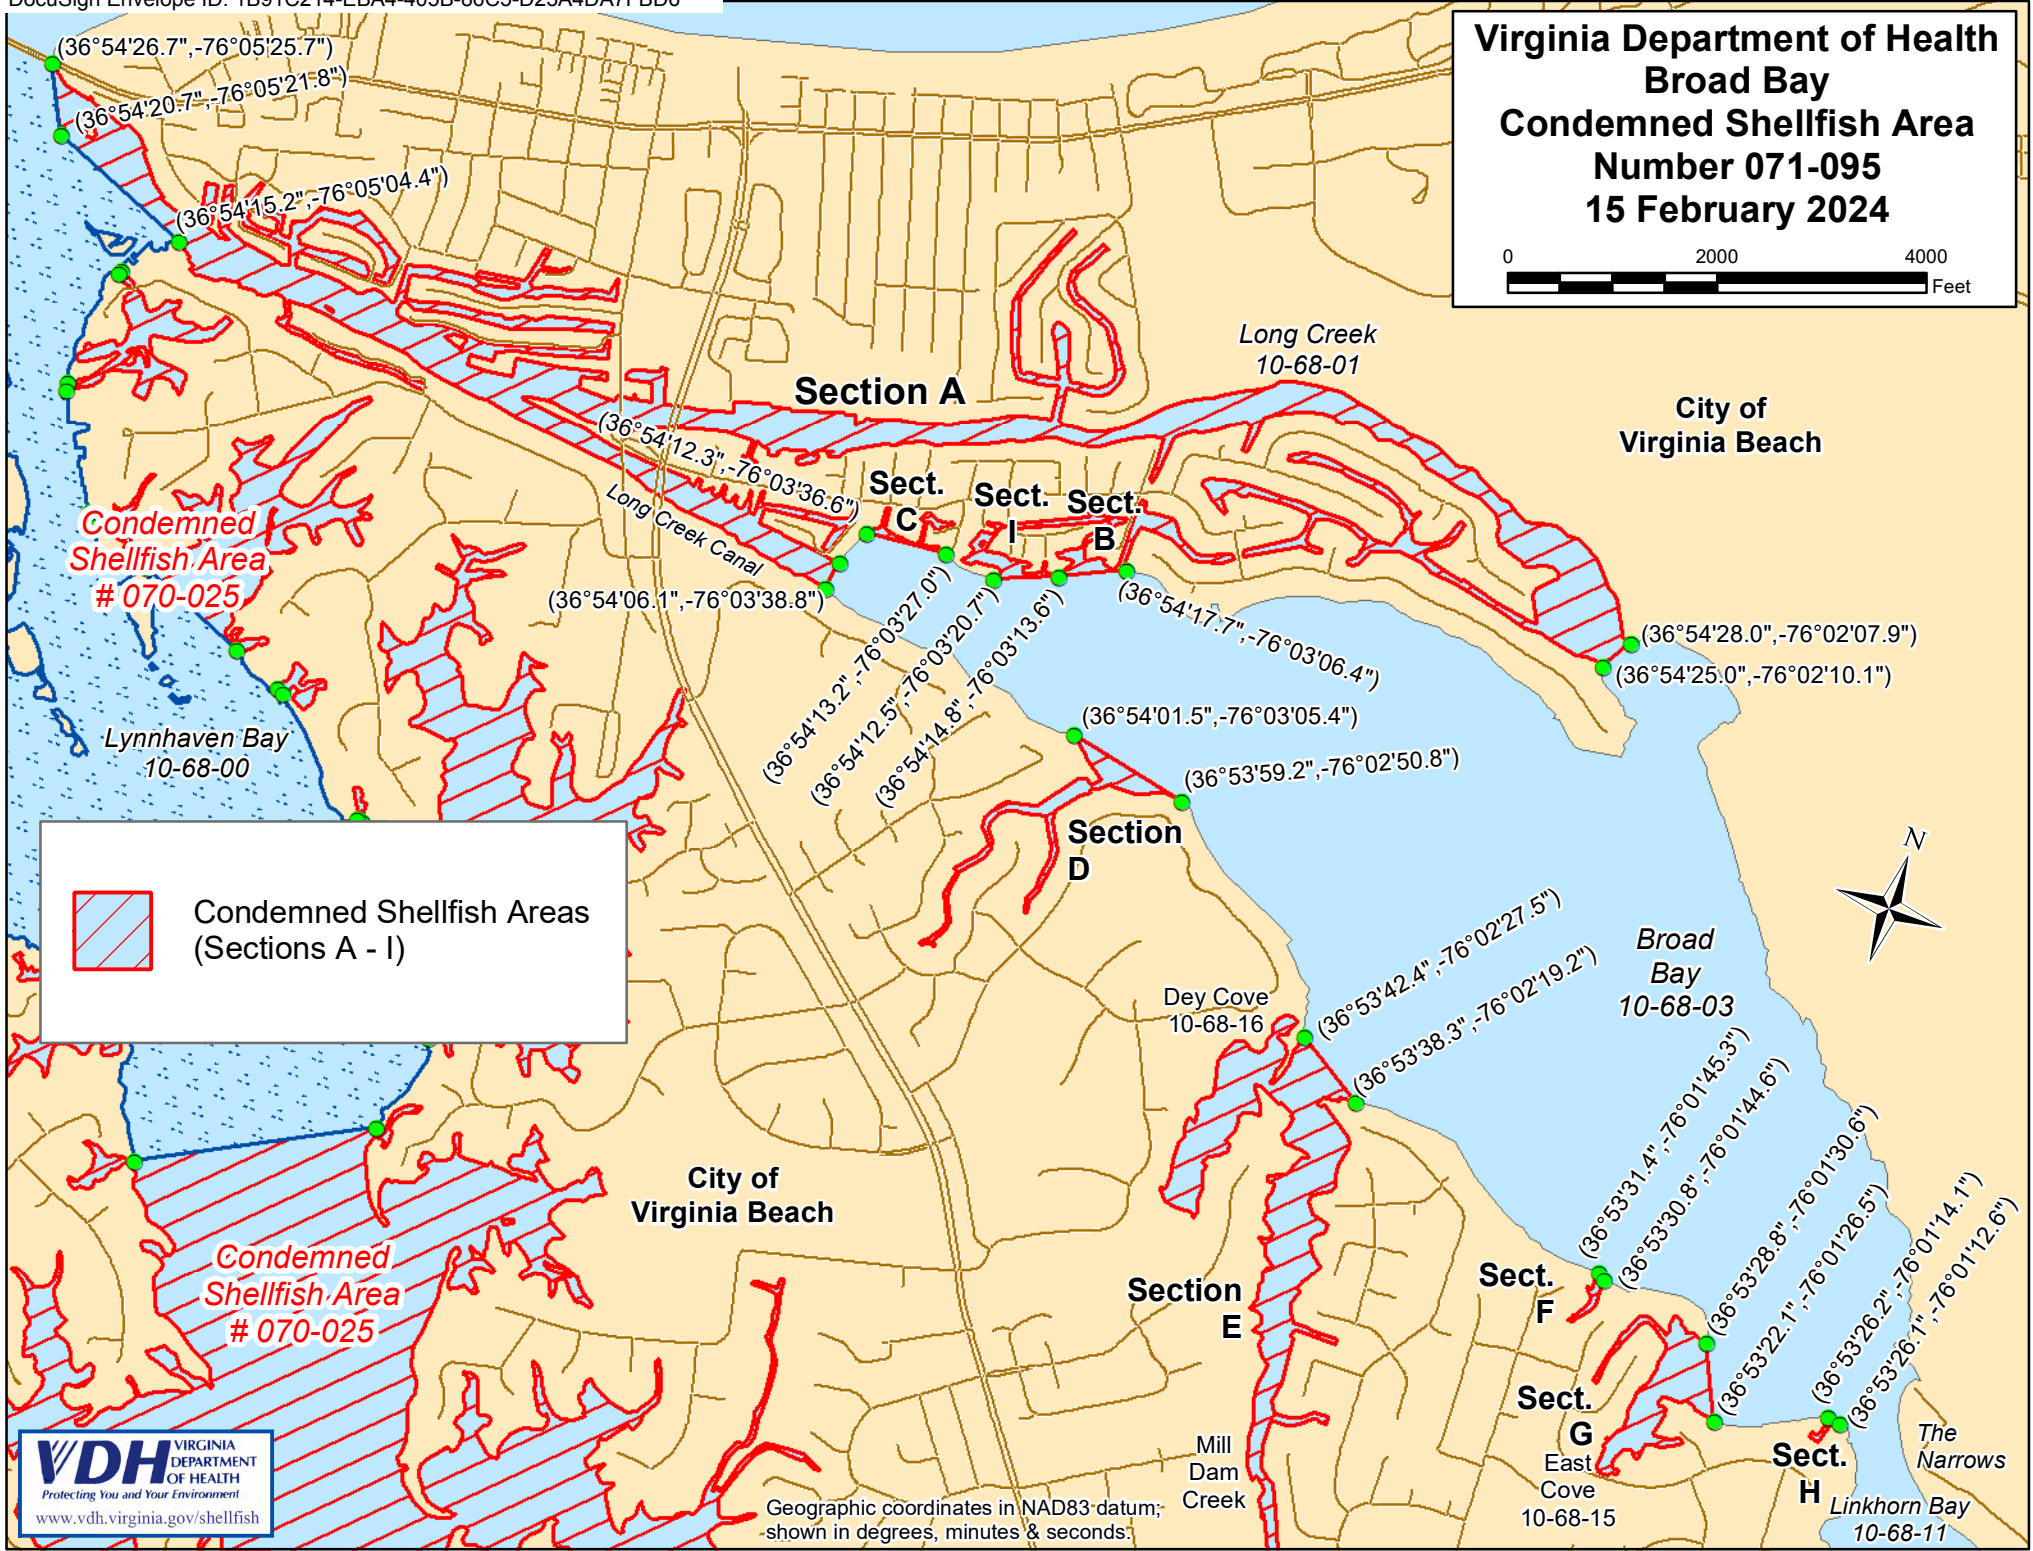 Virginia Department of Health
Broad Bay
Condemned Shellfish Area
Number 071-095
15 February 2024
0 2000 4000
Feet
(36°54'26.7",-76°05'25.7")
(36°54'20.7",-76°05'21.8")
(36°54'15.2",-76°05'04.4")
Long Creek
10-68-01
Section A
City of
Virginia Beach
(36°54'12.3",-76°03'36.6")
Long Creek Canal
Sect.
C
Sect.
I
Sect.
B
Condemned
Shellfish Area
# 070-025
(36°54'06.1",-76°03'38.8")
(36°54'13.2",-76°03'27.0")
(36°54'12.5",-76°03'20.7")
(36°54'14.8",-76°03'13.6")
(36°54'17.7",-76°03'06.4")
(36°54'28.0",-76°02'07.9")
(36°54'25.0",-76°02'10.1")
Lynnhaven Bay
10-68-00
(36°54'01.5",-76°03'05.4")
(36°53'59.2",-76°02'50.8")
Section
D
N
Condemned Shellfish Areas
(Sections A - I)
Broad
Bay
10-68-03
Dey Cove
10-68-16
(36°53'42.4",-76°02'27.5")
(36°53'38.3",-76°02'19.2")
(36°53'31.4",-76°01'45.3")
(36°53'30.8",-76°01'44.6")
(36°53'28.8",-76°01'30.6")
(36°53'22.1",-76°01'26.5")
(36°53'26.2",-76°01'14.1")
(36°53'26.1",-76°01'12.6")
City of
Virginia Beach
Condemned
Shellfish Area
# 070-025
Section
E
Sect.
F
Sect.
G
East
Cove
10-68-15
Sect.
H
The
Narrows
Mill
Dam
Creek
Linkhorn Bay
10-68-11
VDH
VIRGINIA
DEPARTMENT
OF HEALTH
Protecting You and Your Environment
www.vdh.virginia.gov/shellfish
Geographic coordinates in NAD83 datum;
shown in degrees, minutes & seconds.